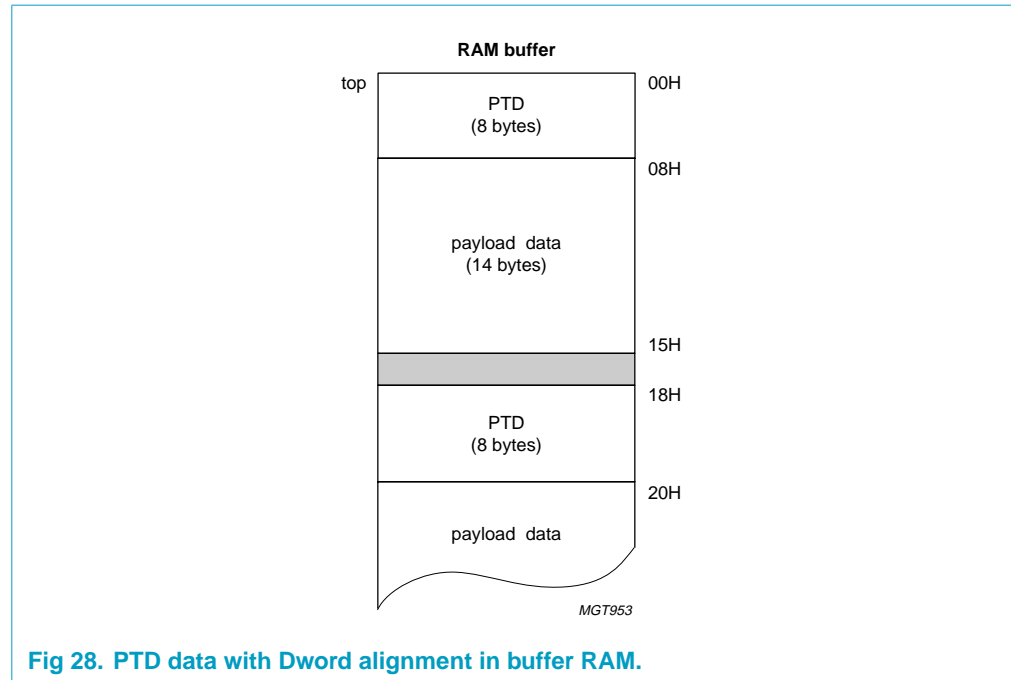 RAM buffer
top
00H
PTD
(8 bytes)
08H
payload data
(14 bytes)
15H
18H
PTD
(8 bytes)
20H
payload data
MGT953
Fig 28. PTD data with Dword alignment in buffer RAM.